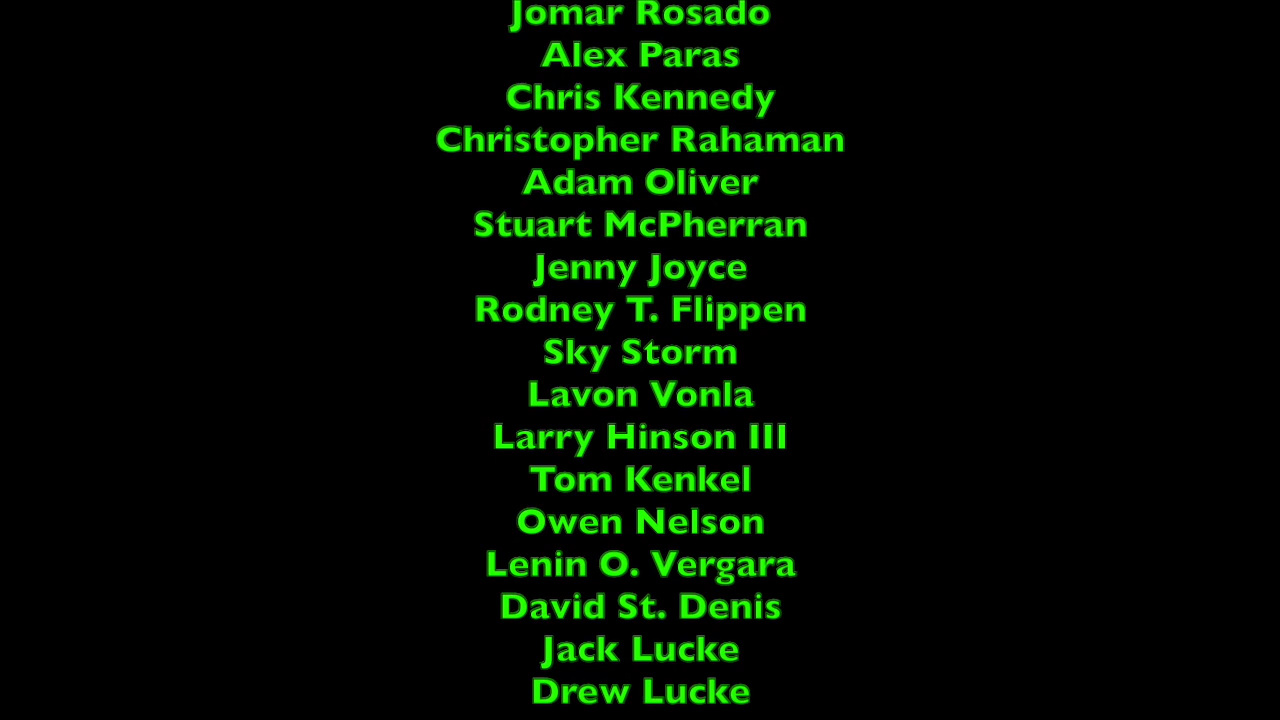 Jomar Rosado
Alex Paras
Chris Kennedy
Christopher Rahaman
Adam Oliver
Stuart McPherran
Jenny Joyce
Rodney T. Flippen
Sky Storm
Lavon Vonla
Larry Hinson III
Tom Kenkel
Owen Nelson
Lenin O. Vergara
David St. Denis
Jack Lucke
Drew Lucke